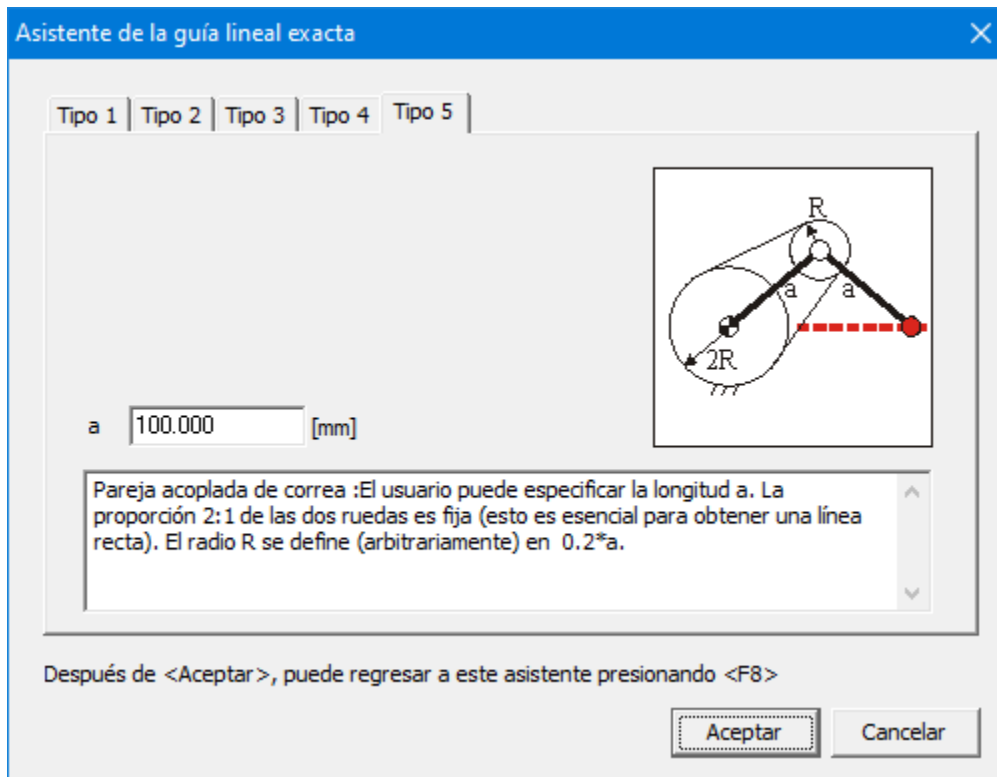 Asistente de la guía lineal exacta
Tipo 1 Tipo 2 Tipo 3 Tipo 4 Tipo 5
R
a a
2R
a 100.000 [mm]
Pareja acoplada de correa :El usuario puede especificar la longitud a. La
proporción 2:1 de las dos ruedas es fija (esto es esencial para obtener una línea
recta). El radio R se define (arbitrariamente) en 0.2*a.
Después de <Aceptar>, puede regresar a este asistente presionando <F8>
Aceptar Cancelar